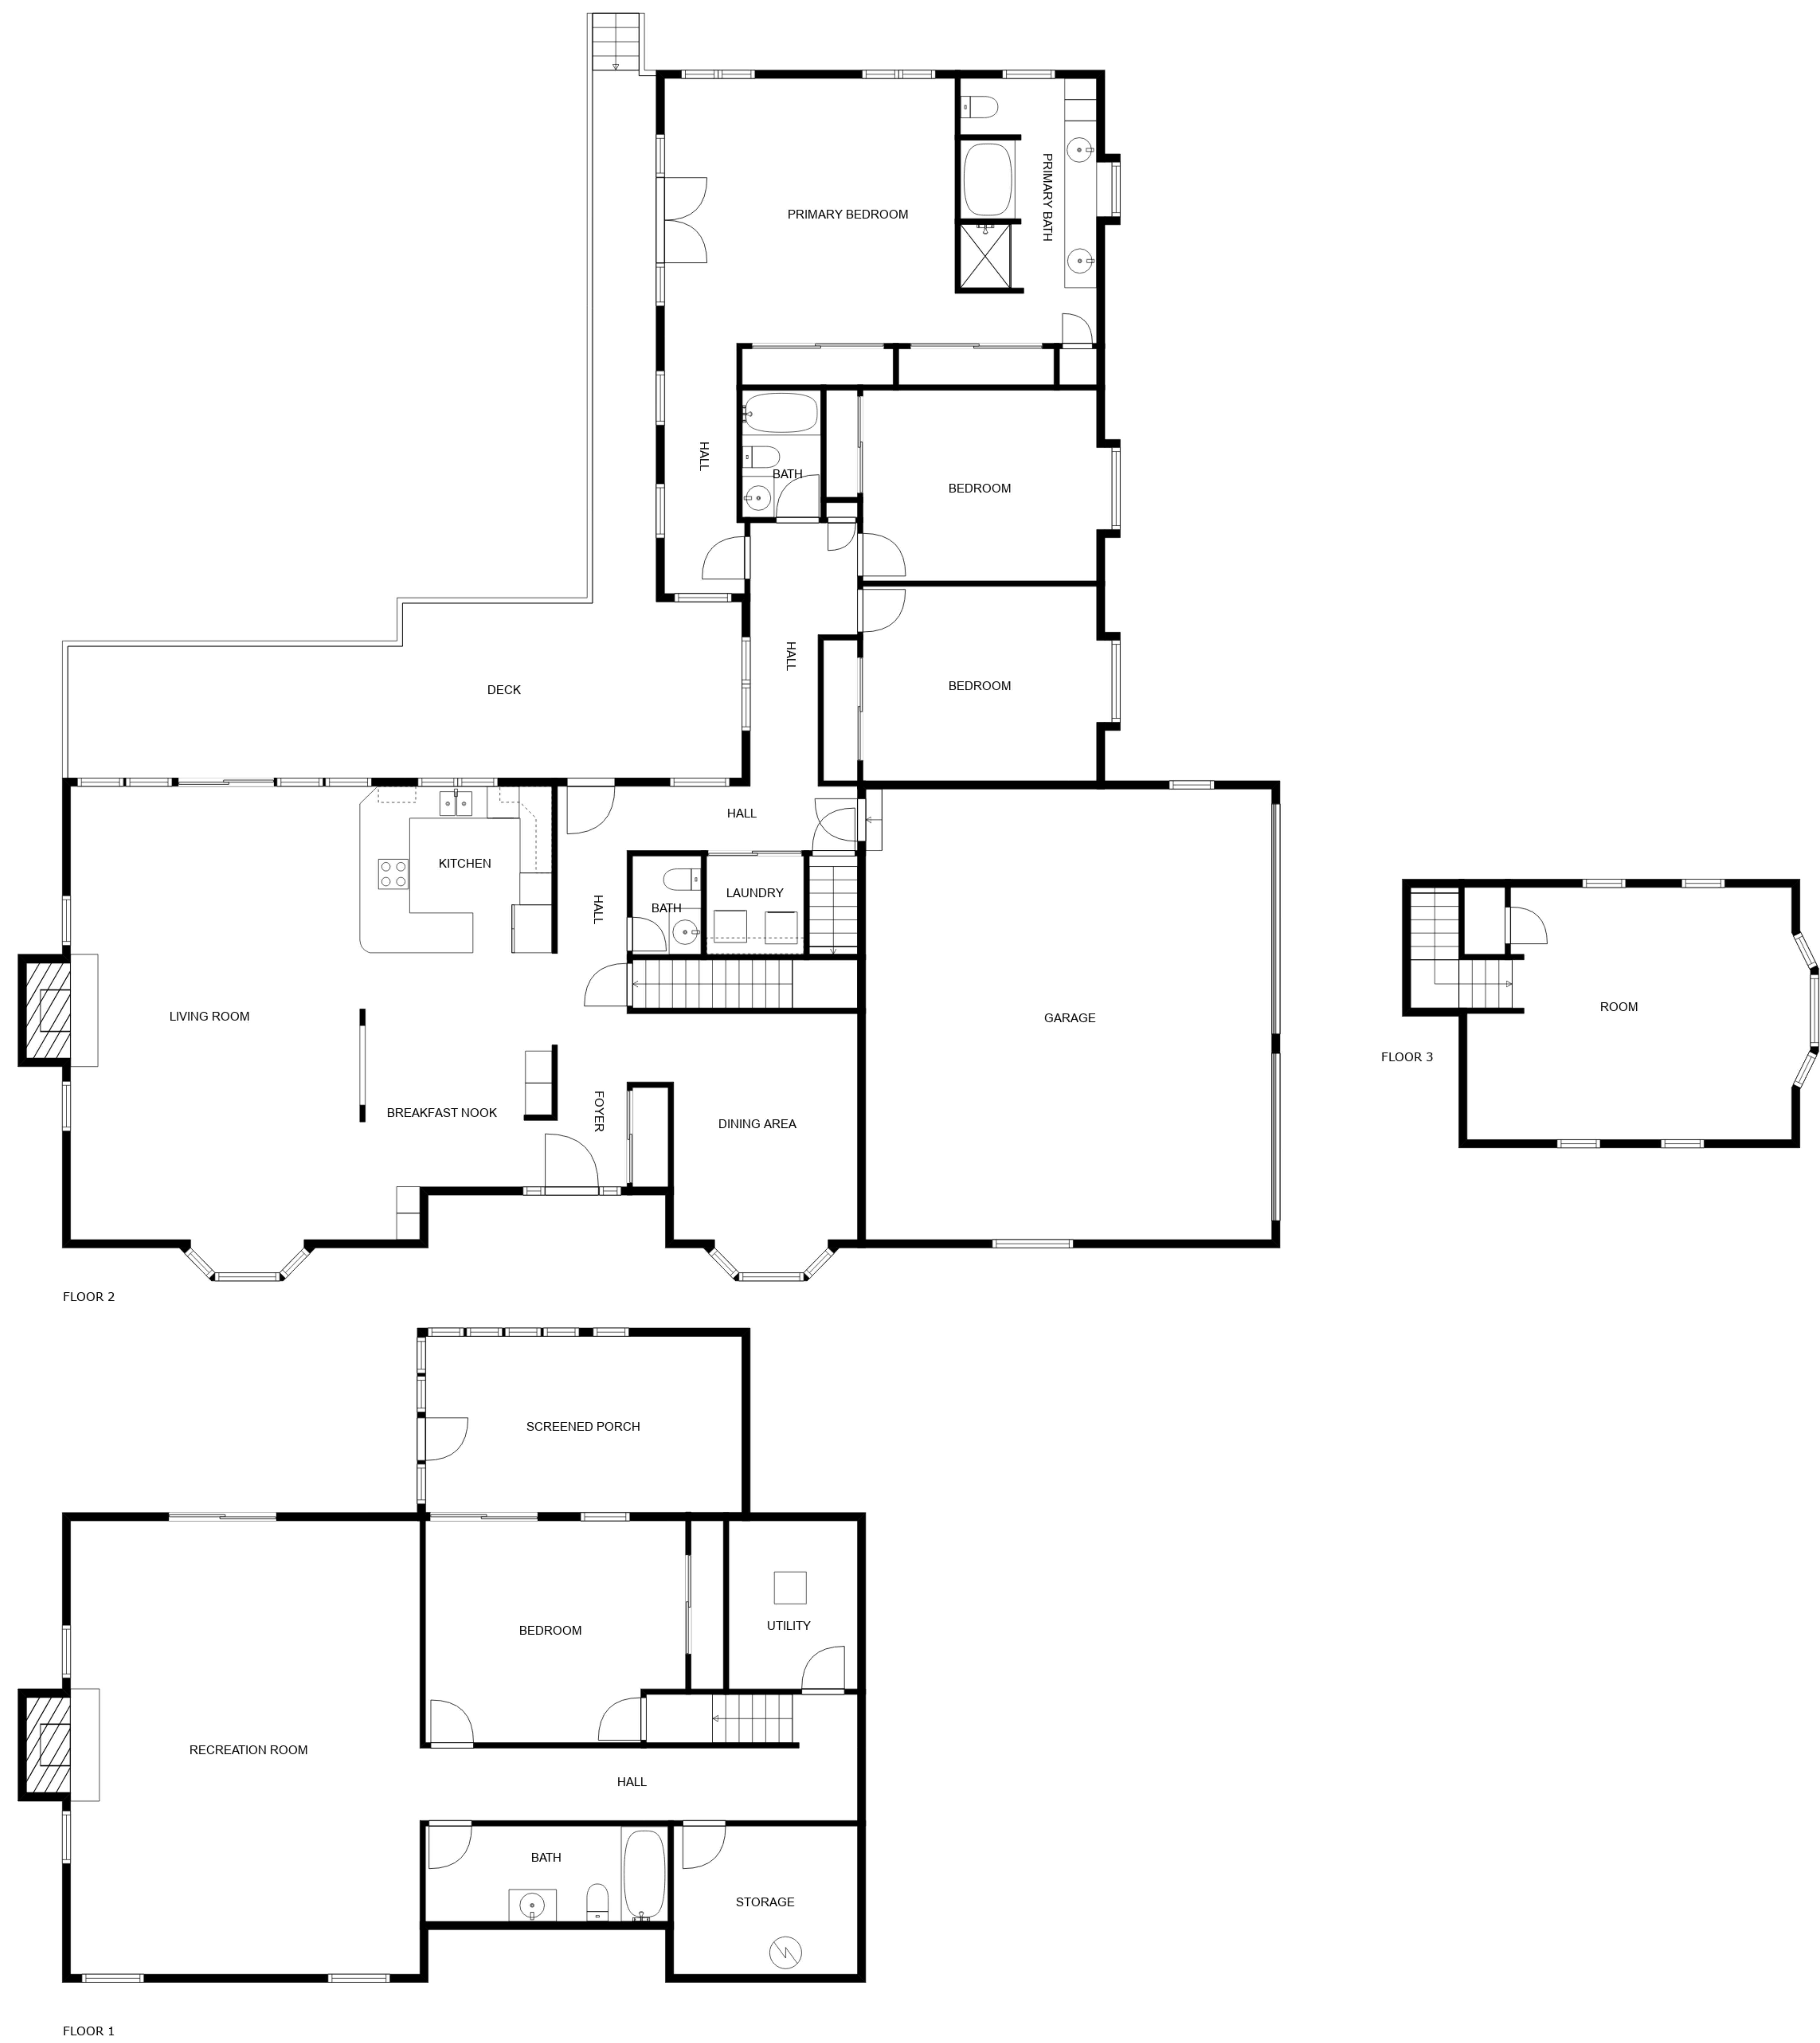 PRIMARY BEDROOM
PRIMARY BATH
HALL
BATH
BEDROOM
HALL
BEDROOM
DECK
HALL
KITCHEN
LAUNDRY
HALL
BATH
LIVING ROOM
GARAGE
BREAKFAST NOOK
FOYER
DINING AREA
FLOOR 2
ROOM
FLOOR 3
SCREENED PORCH
BEDROOM
UTILITY
RECREATION ROOM
HALL
BATH
STORAGE
FLOOR 1